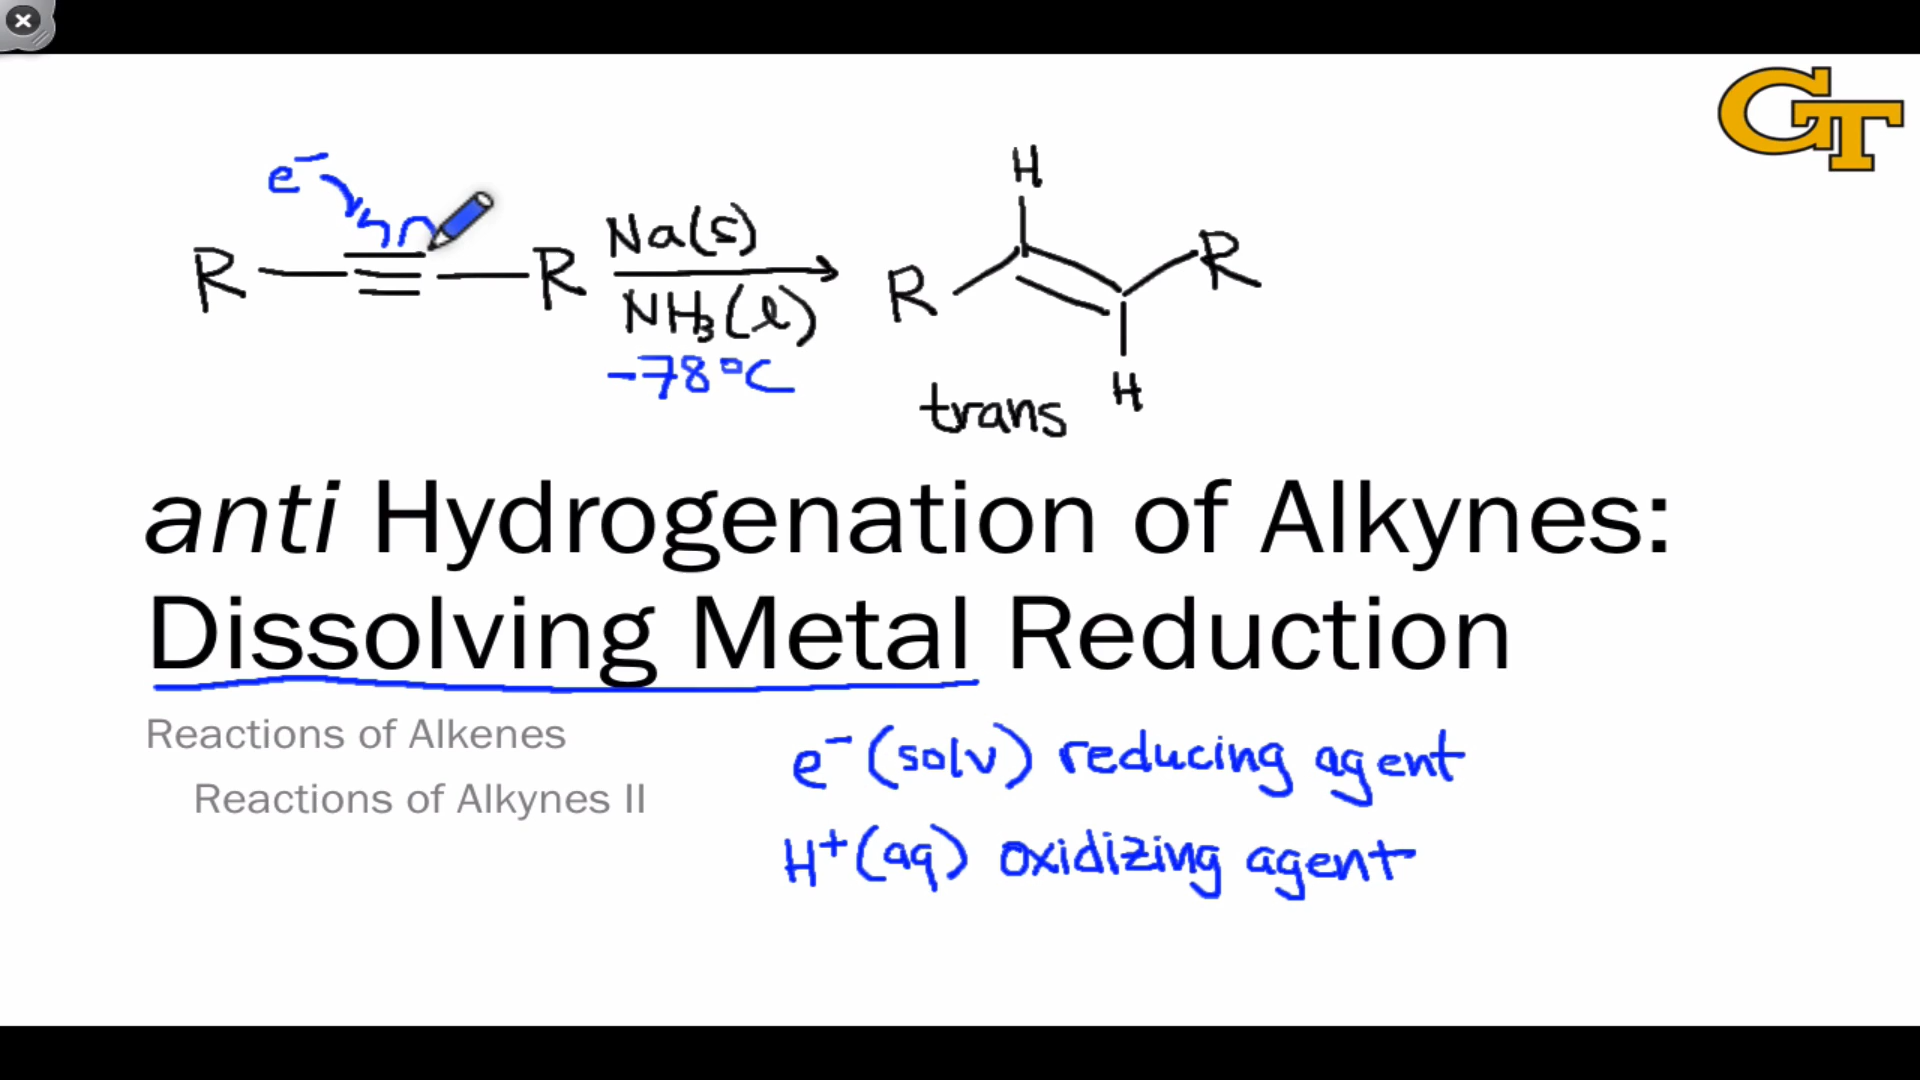 GT
H
e⁻
R R Na(s) R R
NH₃(l)
-78°C
H
trans
anti Hydrogenation of Alkynes:
Dissolving Metal Reduction
Reactions of Alkenes
e⁻(solv) reducing agent
Reactions of Alkynes II
H⁺(aq) oxidizing agent